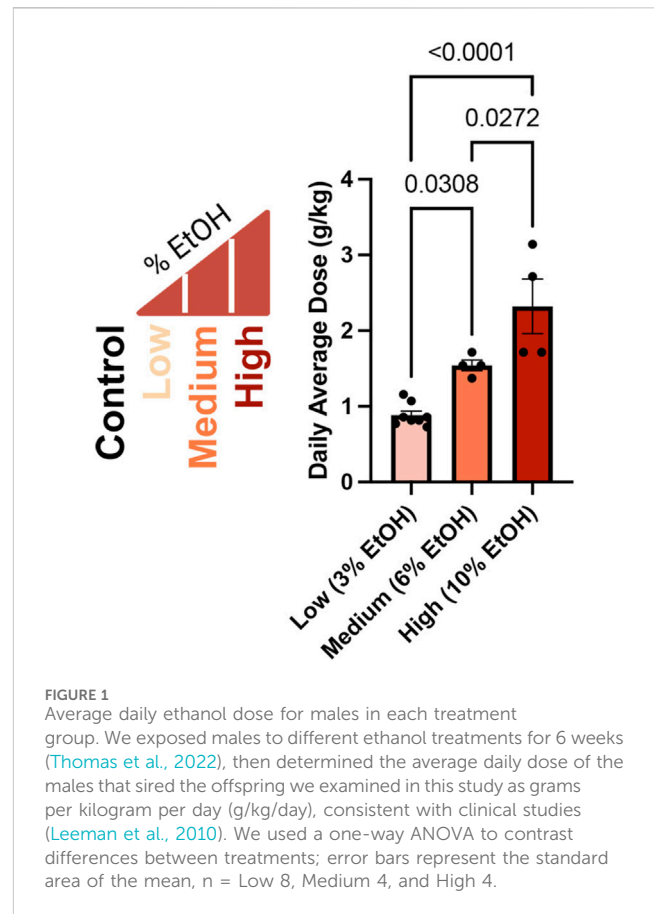 <0.0001
0.0272
0.0308
% EtOH
Control
Low
Medium
High
Daily Average Dose (g/kg)
4
3
2
1
0
Low (3% EtOH)
Medium (6% EtOH)
High (10% EtOH)
FIGURE 1
Average daily ethanol dose for males in each treatment
group. We exposed males to different ethanol treatments for 6 weeks
(Thomas et al., 2022), then determined the average daily dose of the
males that sired the offspring we examined in this study as grams
per kilogram per day (g/kg/day), consistent with clinical studies
(Leeman et al., 2010). We used a one-way ANOVA to contrast
differences between treatments; error bars represent the standard
area of the mean, n = Low 8, Medium 4, and High 4.